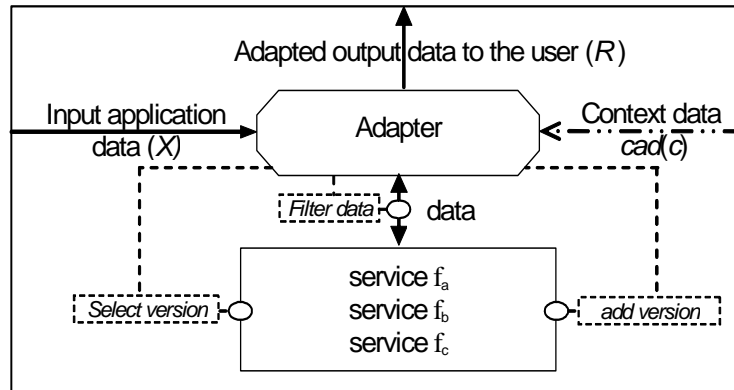 Adapted output data to the user (R)
Input application
data (X)
Adapter
Context data
cad(c)
Filter data
data
service fa
Select version
service fb
add version
service fc